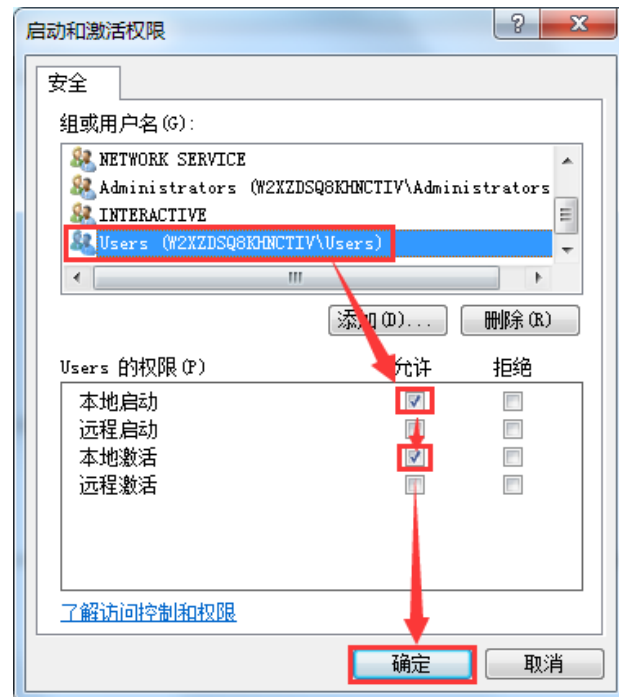 启动和激活权限
安全
组或用户名(G):
NETWORK SERVICE
Administrators (W2XZDSQ8KHNCTIV\Administrators
INTERACTIVE
Users (W2XZDSQ8KHNCTIV\Users)
添加(D)... 删除(R)
Users 的权限(P) 允许 拒绝
本地启动
远程启动
本地激活
远程激活
了解访问控制和权限
确定 取消